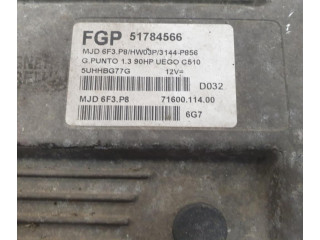 FGP 51784566
MJD 6F3.P8/HW03P/3144-P856
G.PUNTO 1.3 90HP UEGO C510
5UHHBG77G 12V=
D032
MJD 6F3.P8 71600.114.00
6G7